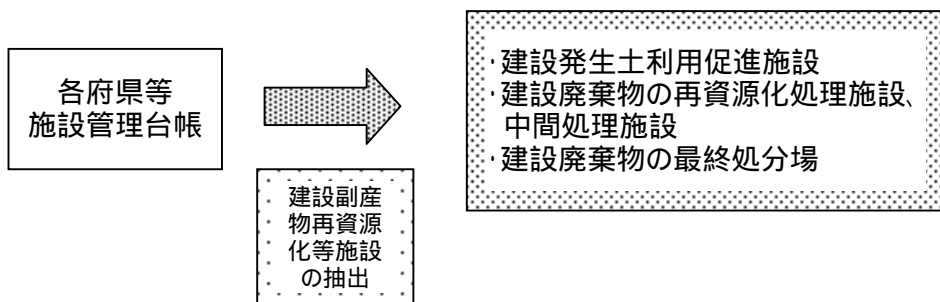 各府県等
施設管理台帳
建設副産
物再資源
化等施設
の抽出
・建設発生土利用促進施設
・建設廃棄物の再資源化処理施設、
中間処理施設
・建設廃棄物の最終処分場